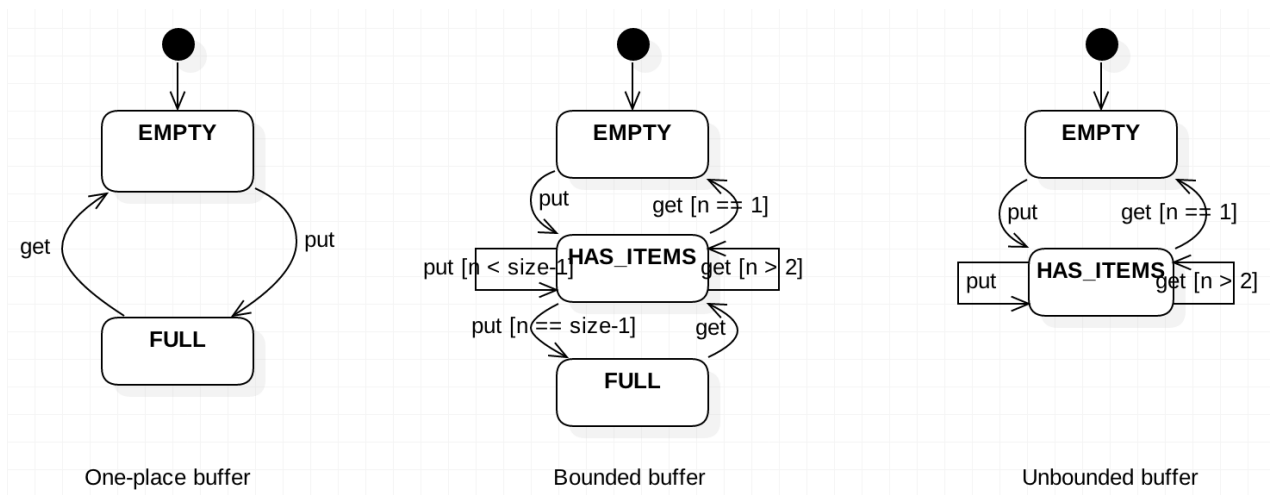 EMPTY
get
put
FULL
One-place buffer
EMPTY
put
get [n == 1]
put [n < size-1]
HAS_ITEMS
get [n > 2]
put [n == size-1]
get
FULL
Bounded buffer
EMPTY
put
get [n == 1]
put
HAS_ITEMS
get [n > 2]
Unbounded buffer